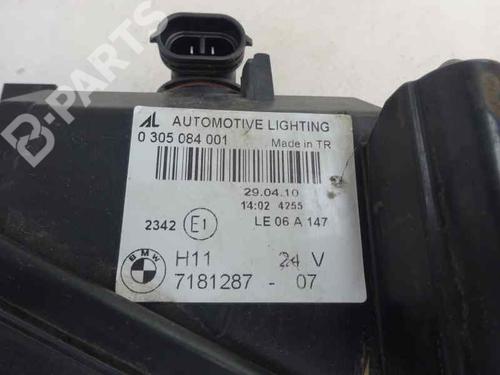 B-PARTS
AL AUTOMOTIVE LIGHTING
0 305 084 001 Made in TR
29.04.10
14:02 4255
2342 E1 LE 06 A 147
BMW H11 24 V
7181287 - 07